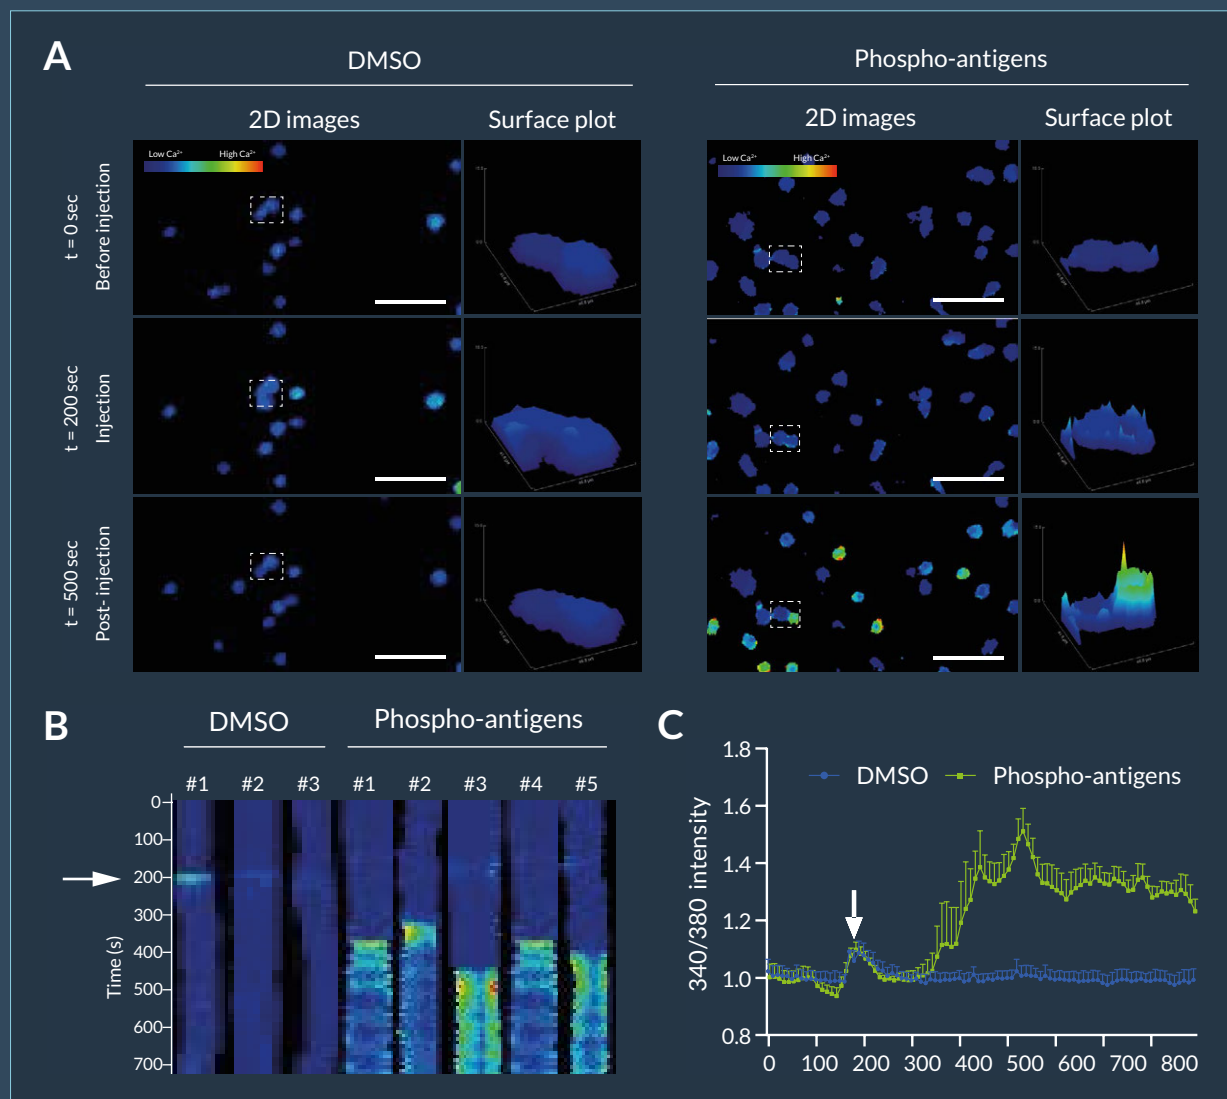 A
DMSO
Phospho-antigens
2D images
Surface plot
2D images
Surface plot
Low Ca2+
High Ca2+
Low Ca2+
High Ca2+
t = 0 sec
Before injection
t = 200 sec
Injection
t = 500 sec
Post- injection
B
DMSO
Phospho-antigens
#1
#2
#3
#1
#2
#3
#4
#5
Time (s)
0
100
200
300
400
500
600
700
C
DMSO
Phospho-antigens
340/380 intensity
1.8
1.6
1.4
1.2
1.0
0.8
0
100
200
300
400
500
600
700
800